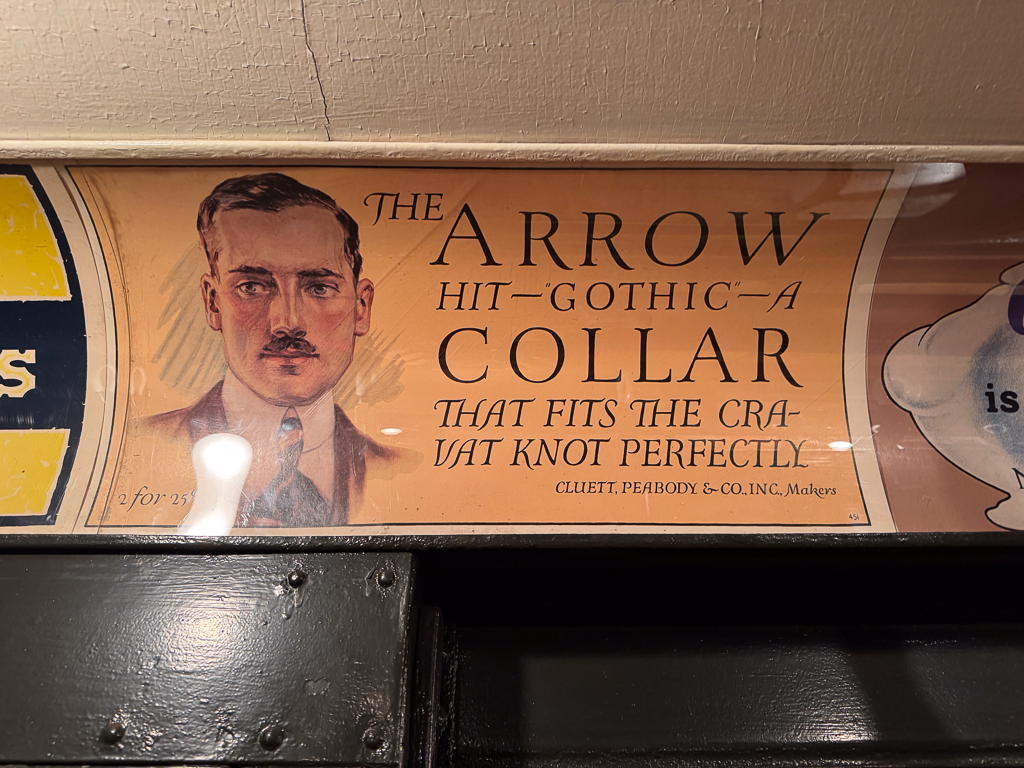 THE ARROW
HIT—"GOTHIC"—A
COLLAR
THAT FITS THE CRA-
VAT KNOT PERFECTLY
CLUETT, PEABODY & CO., INC., Makers
2 for 25¢
451
S
is
N